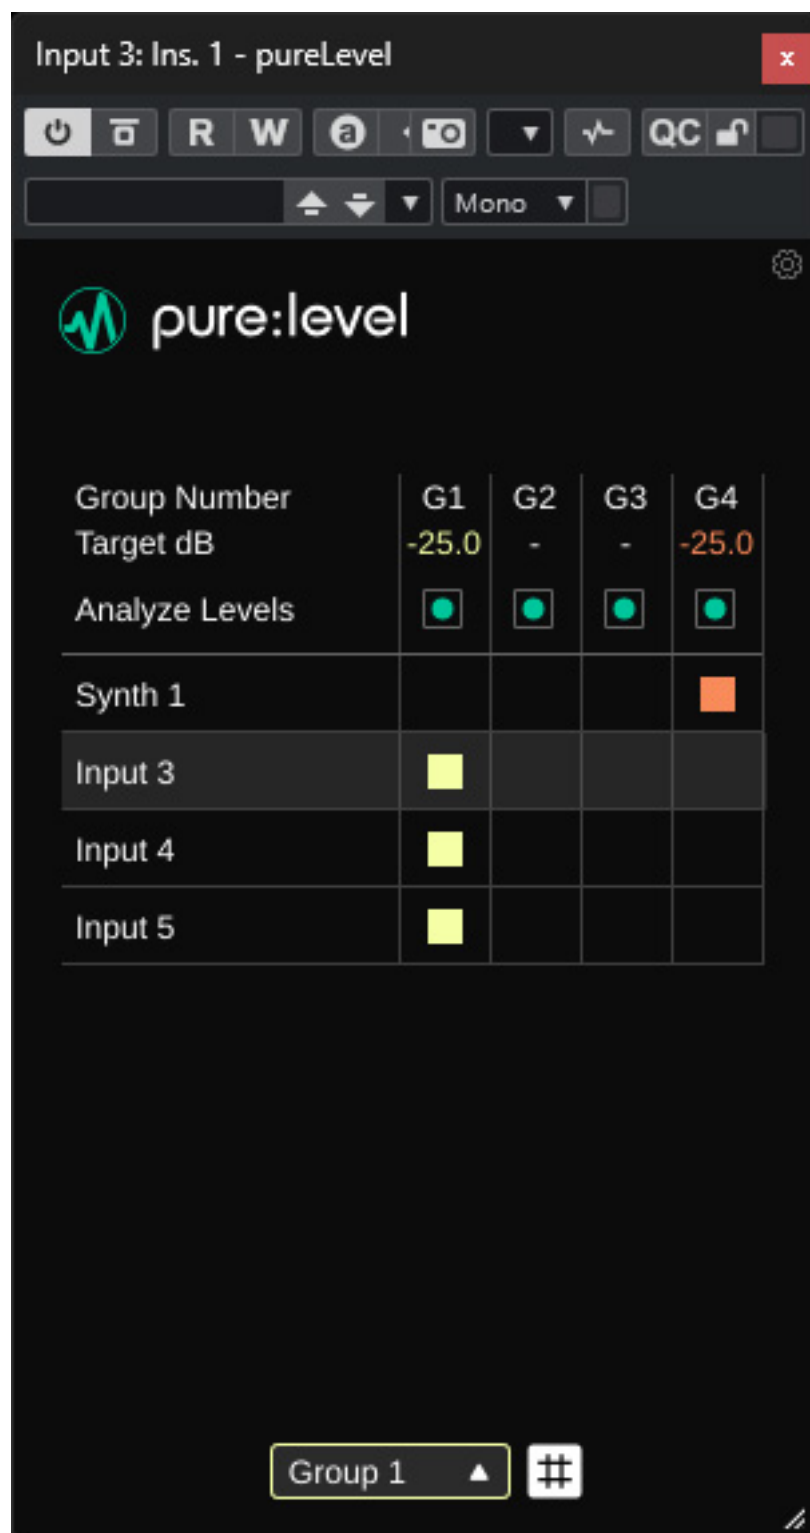 Input 3: Ins. 1 - pureLevel x
R W a QC
Mono
pure:level
Group Number G1 G2 G3 G4
Target dB -25.0 - - -25.0
Analyze Levels
Synth 1
Input 3
Input 4
Input 5
Group 1 #